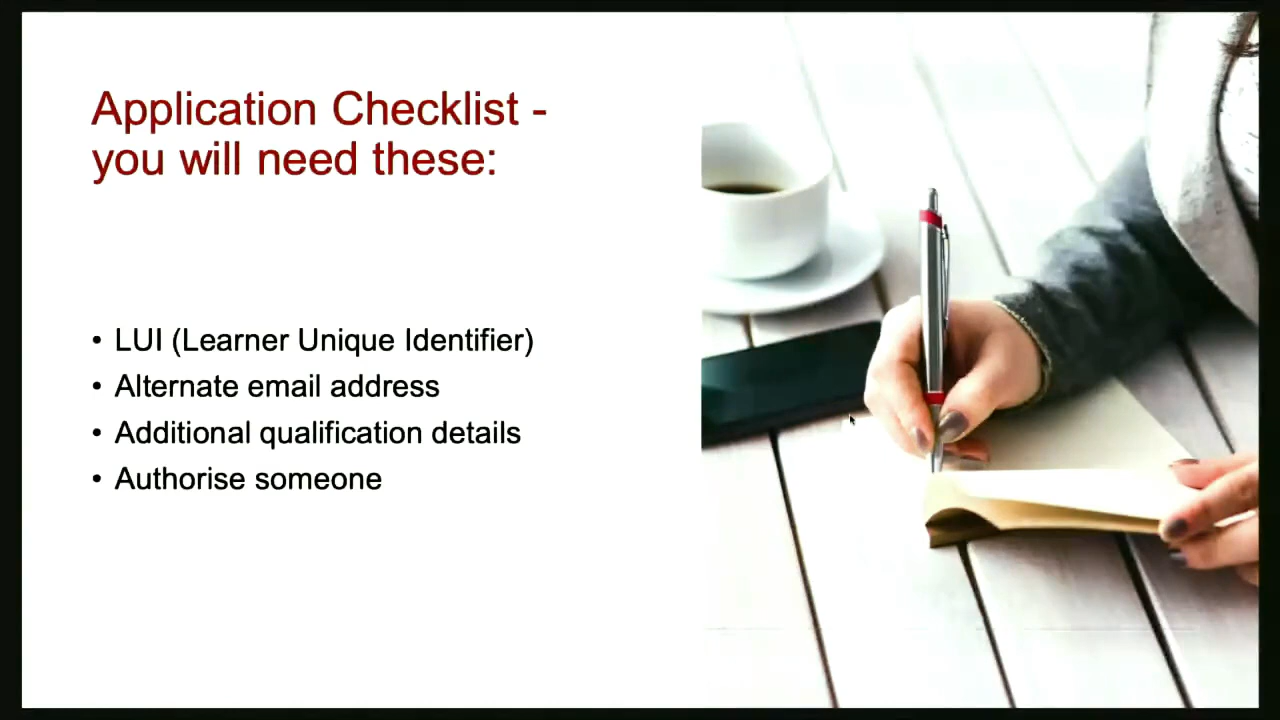 Application Checklist -
you will need these:
• LUI (Learner Unique Identifier)
• Alternate email address
• Additional qualification details
• Authorise someone